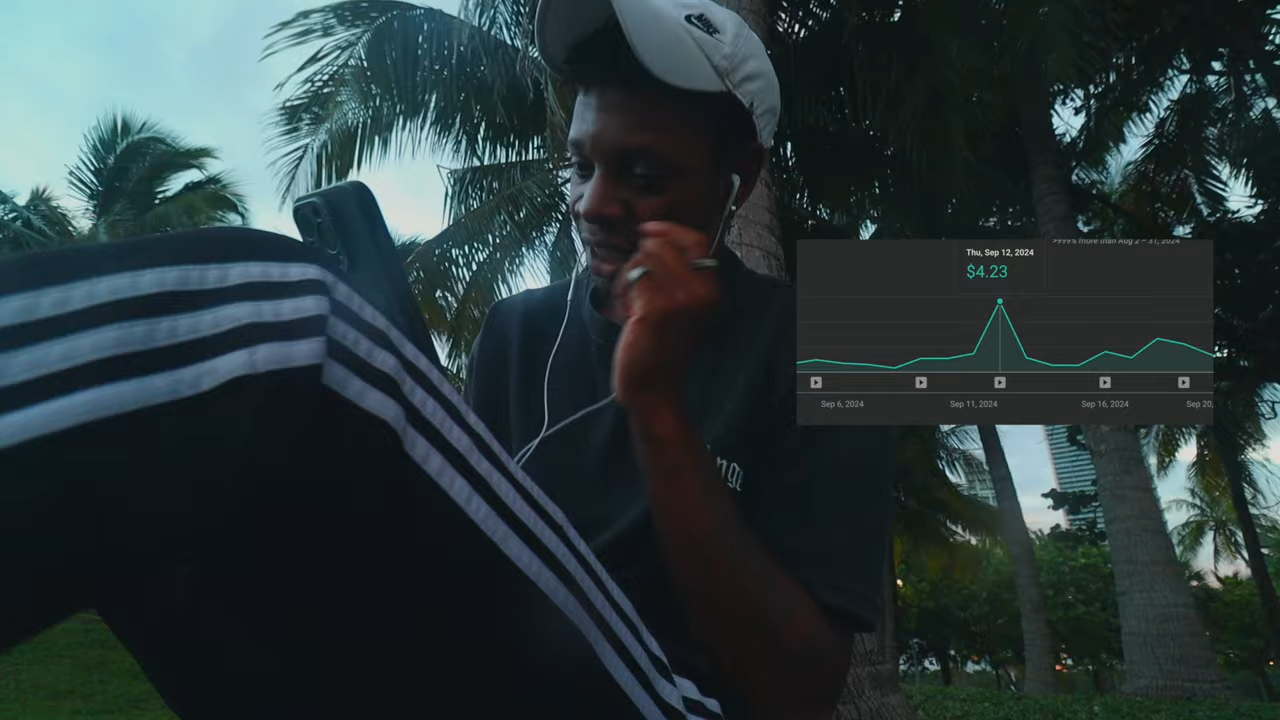 >9999% more than Aug 2 – 31, 2024
Thu, Sep 12, 2024
$4.23
Sep 6, 2024
Sep 11, 2024
Sep 16, 2024
Sep 20,